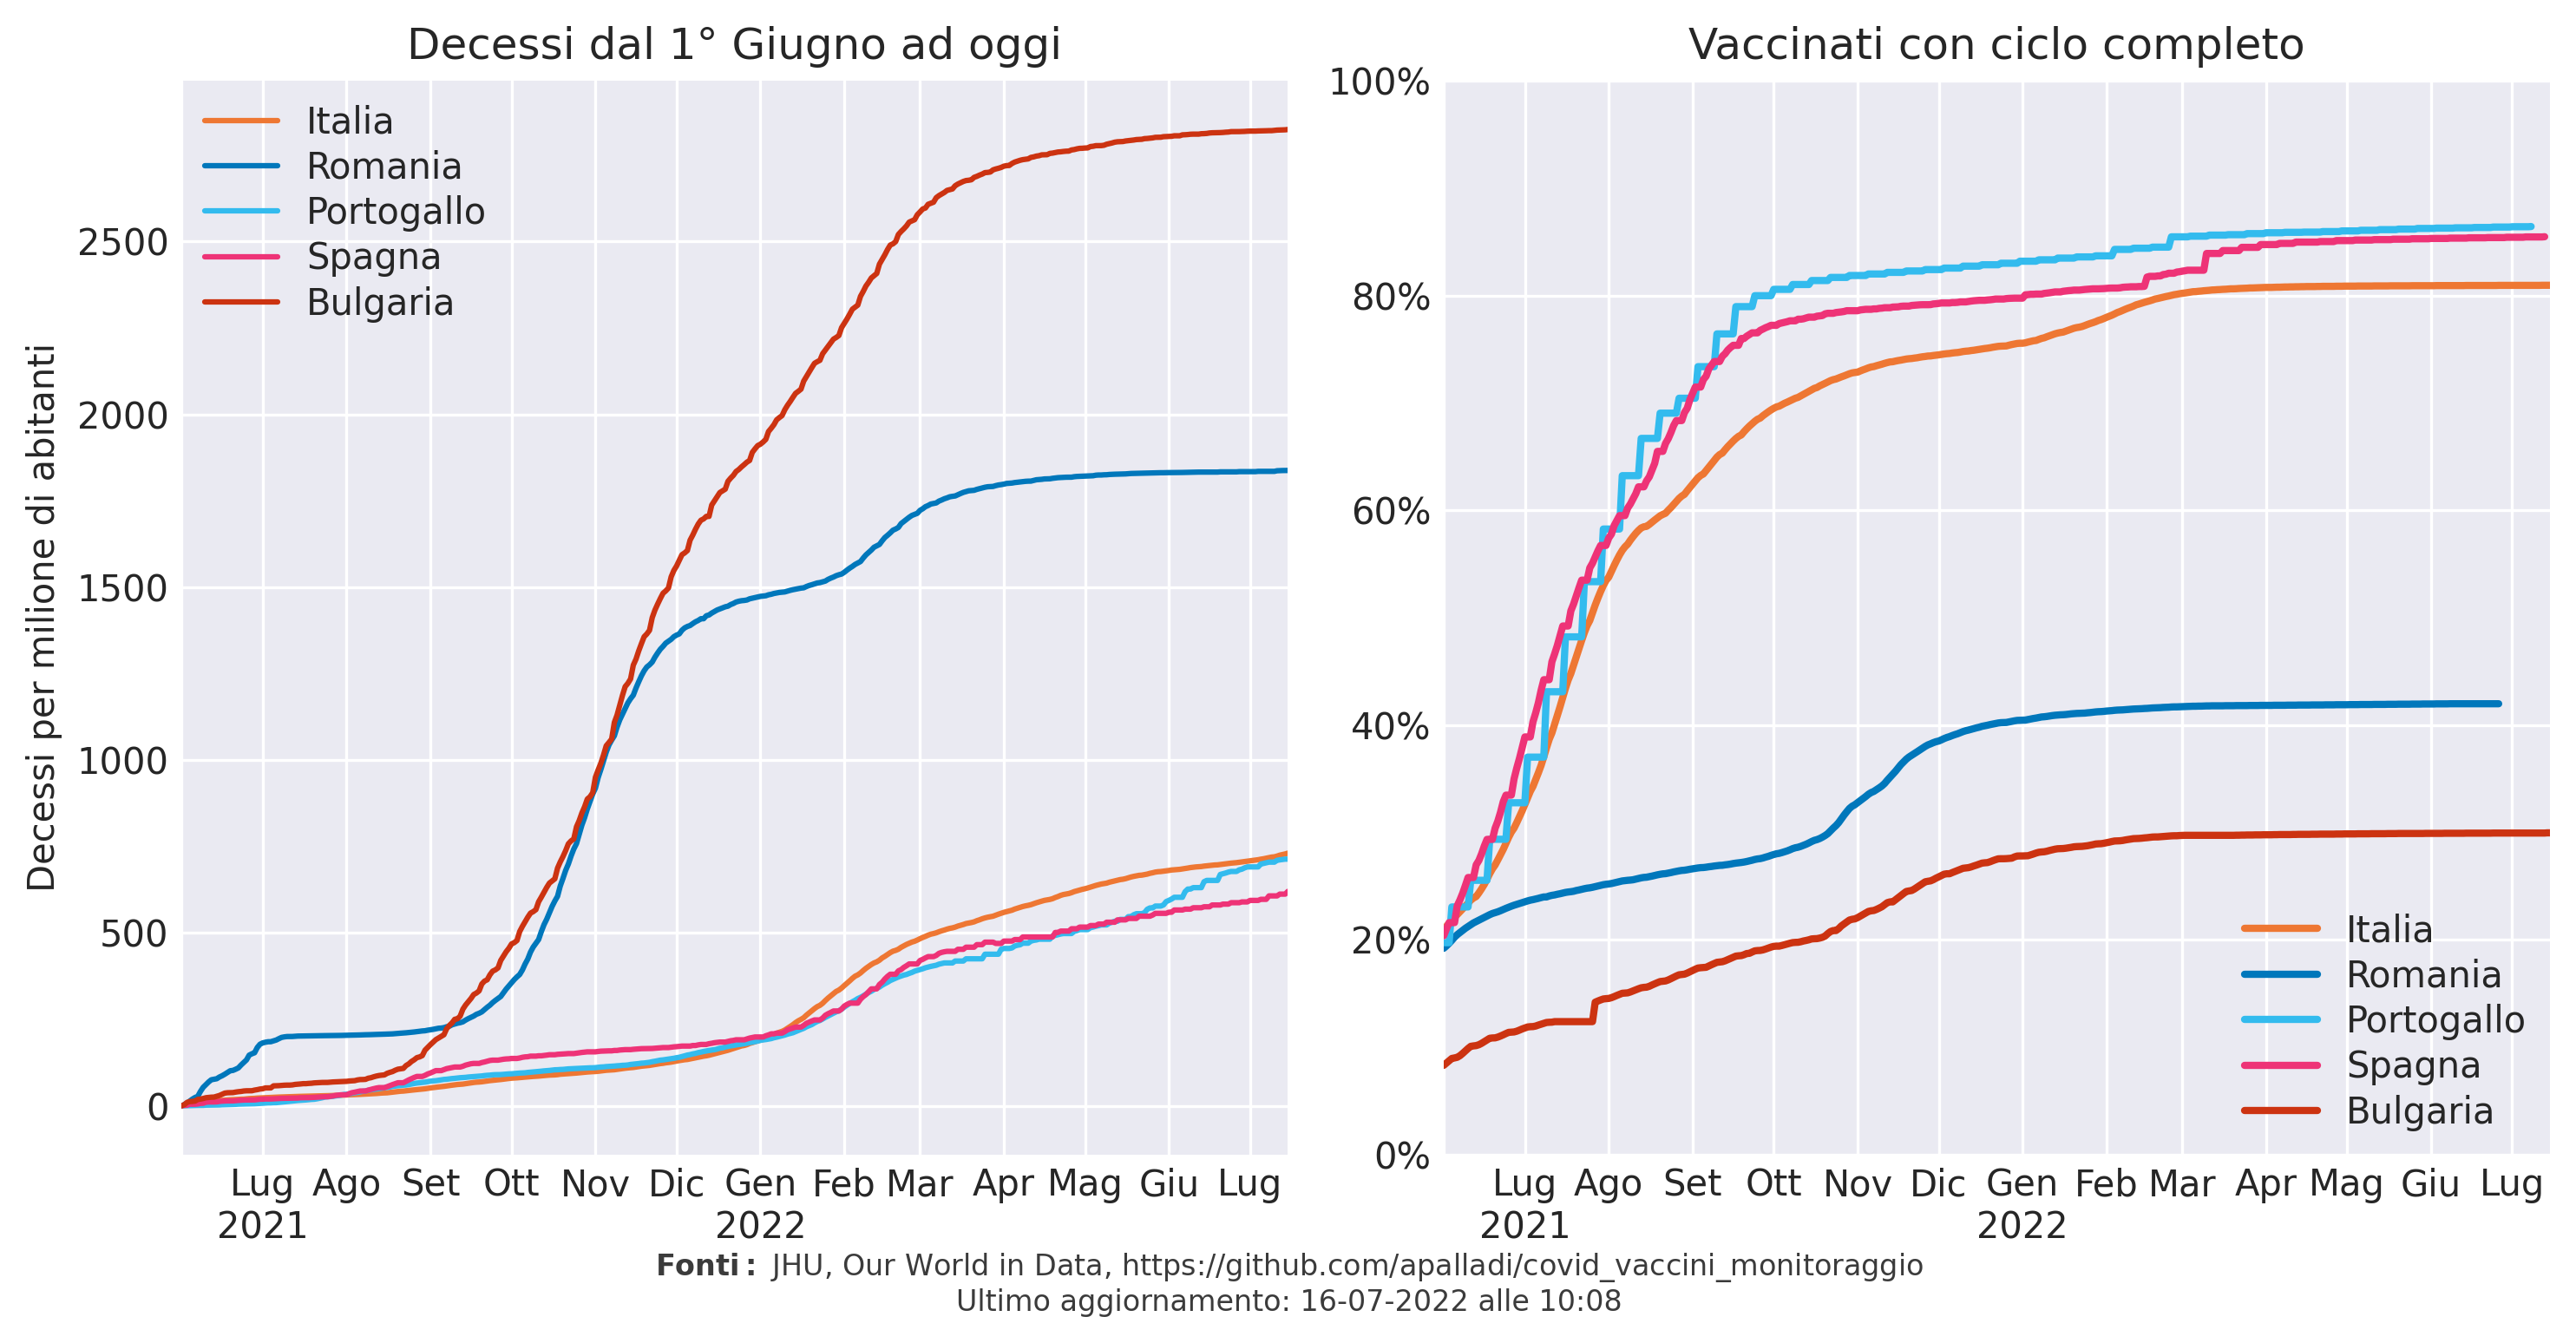 Decessi dal 1° Giugno ad oggi
Decessi per milione di abitanti
2500
2000
1500
1000
500
0
Italia
Romania
Portogallo
Spagna
Bulgaria
Lug Ago Set Ott Nov Dic Gen Feb Mar Apr Mag Giu Lug
2021 2022
Vaccinati con ciclo completo
100%
80%
60%
40%
20%
0%
Italia
Romania
Portogallo
Spagna
Bulgaria
Lug Ago Set Ott Nov Dic Gen Feb Mar Apr Mag Giu Lug
2021 2022
Fonti: JHU, Our World in Data, https://github.com/apalladi/covid_vaccini_monitoraggio
Ultimo aggiornamento: 16-07-2022 alle 10:08